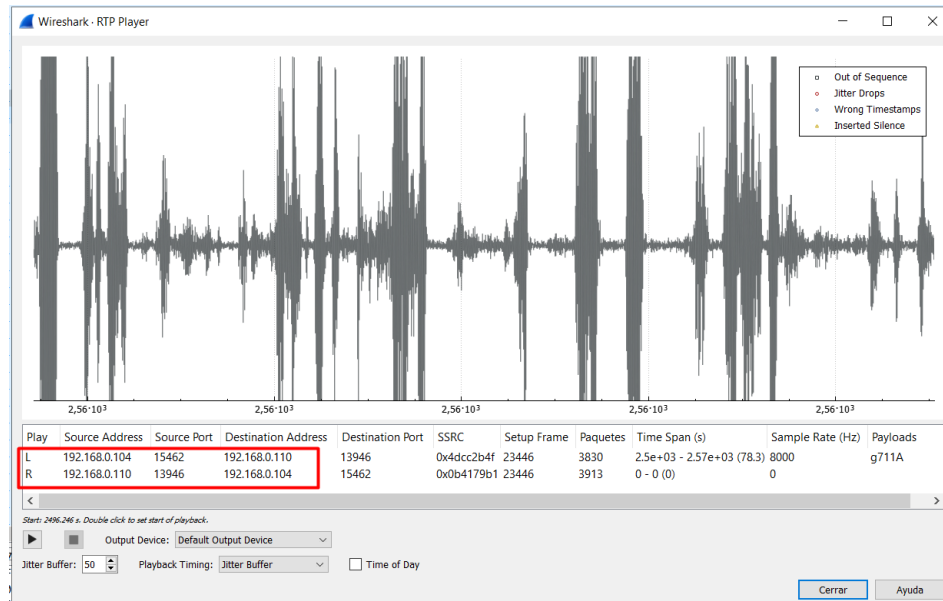 Wireshark · RTP Player
Out of Sequence
Jitter Drops
Wrong Timestamps
Inserted Silence
2,56·10³ 2,56·10³ 2,56·10³ 2,56·10³ 2,56·10³
Play Source Address Source Port Destination Address Destination Port SSRC Setup Frame Paquetes Time Span (s) Sample Rate (Hz) Payloads
L 192.168.0.104 15462 192.168.0.110 13946 0x4dcc2b4f 23446 3830 2.5e+03 - 2.57e+03 (78.3) 8000 g711A
R 192.168.0.110 13946 192.168.0.104 15462 0x0b4179b1 23446 3913 0 - 0 (0) 0
Start: 2496.246 s. Double click to set start of playback.
Output Device: Default Output Device
Jitter Buffer: 50 Playback Timing: Jitter Buffer Time of Day
Cerrar Ayuda